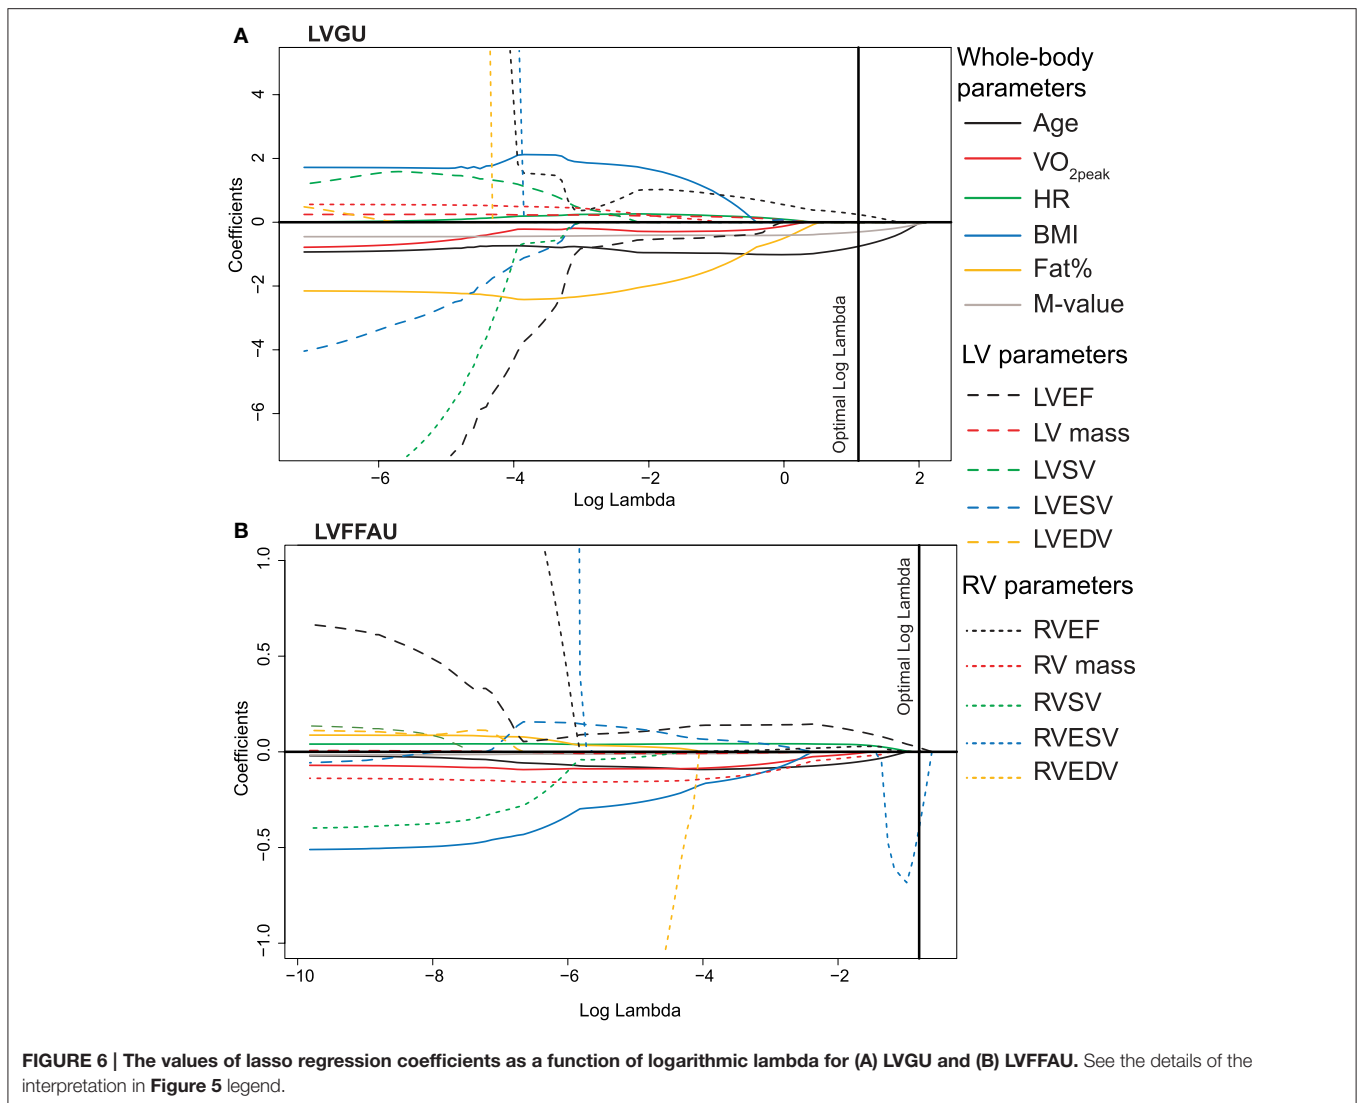 A LVGU
4
2
0
−2
−4
−6
Coefficients
−6 −4 −2 0 2
Log Lambda
Optimal Log Lambda
Whole-body
parameters
Age
VO2peak
HR
BMI
Fat%
M-value
LV parameters
LVEF
LV mass
LVSV
LVESV
LVEDV
B LVFFAU
1.0
0.5
0.0
−0.5
−1.0
Coefficients
−10 −8 −6 −4 −2
Log Lambda
Optimal Log Lambda
RV parameters
RVEF
RV mass
RVSV
RVESV
RVEDV
FIGURE 6 | The values of lasso regression coefficients as a function of logarithmic lambda for (A) LVGU and (B) LVFFAU. See the details of the
interpretation in Figure 5 legend.